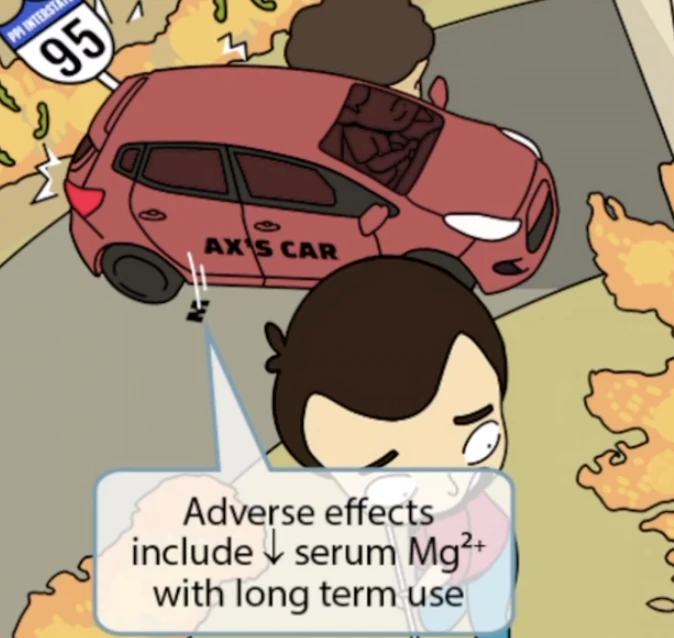 PPI INTERSTATE
95
AX'S CAR
M
Adverse effects
include ↓ serum Mg²⁺
with long term use